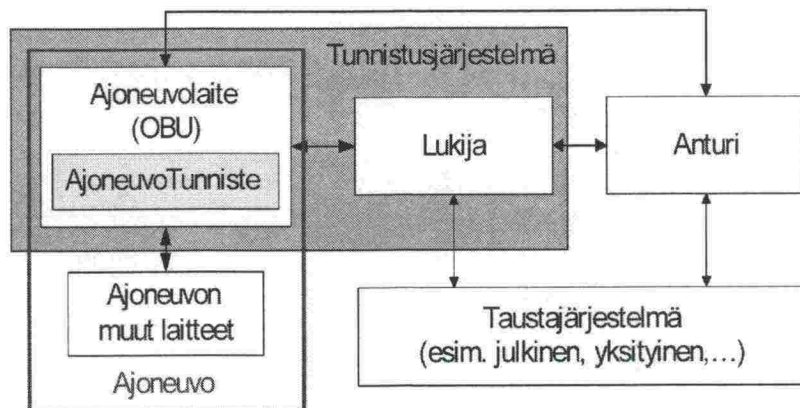 Tunnistusjärjestelmä
Ajoneuvolaite
(OBU)
AjoneuvoTunniste
Lukija
Anturi
Ajoneuvon
muut laitteet
Ajoneuvo
Taustajärjestelmä
(esim. julkinen, yksityinen,...)